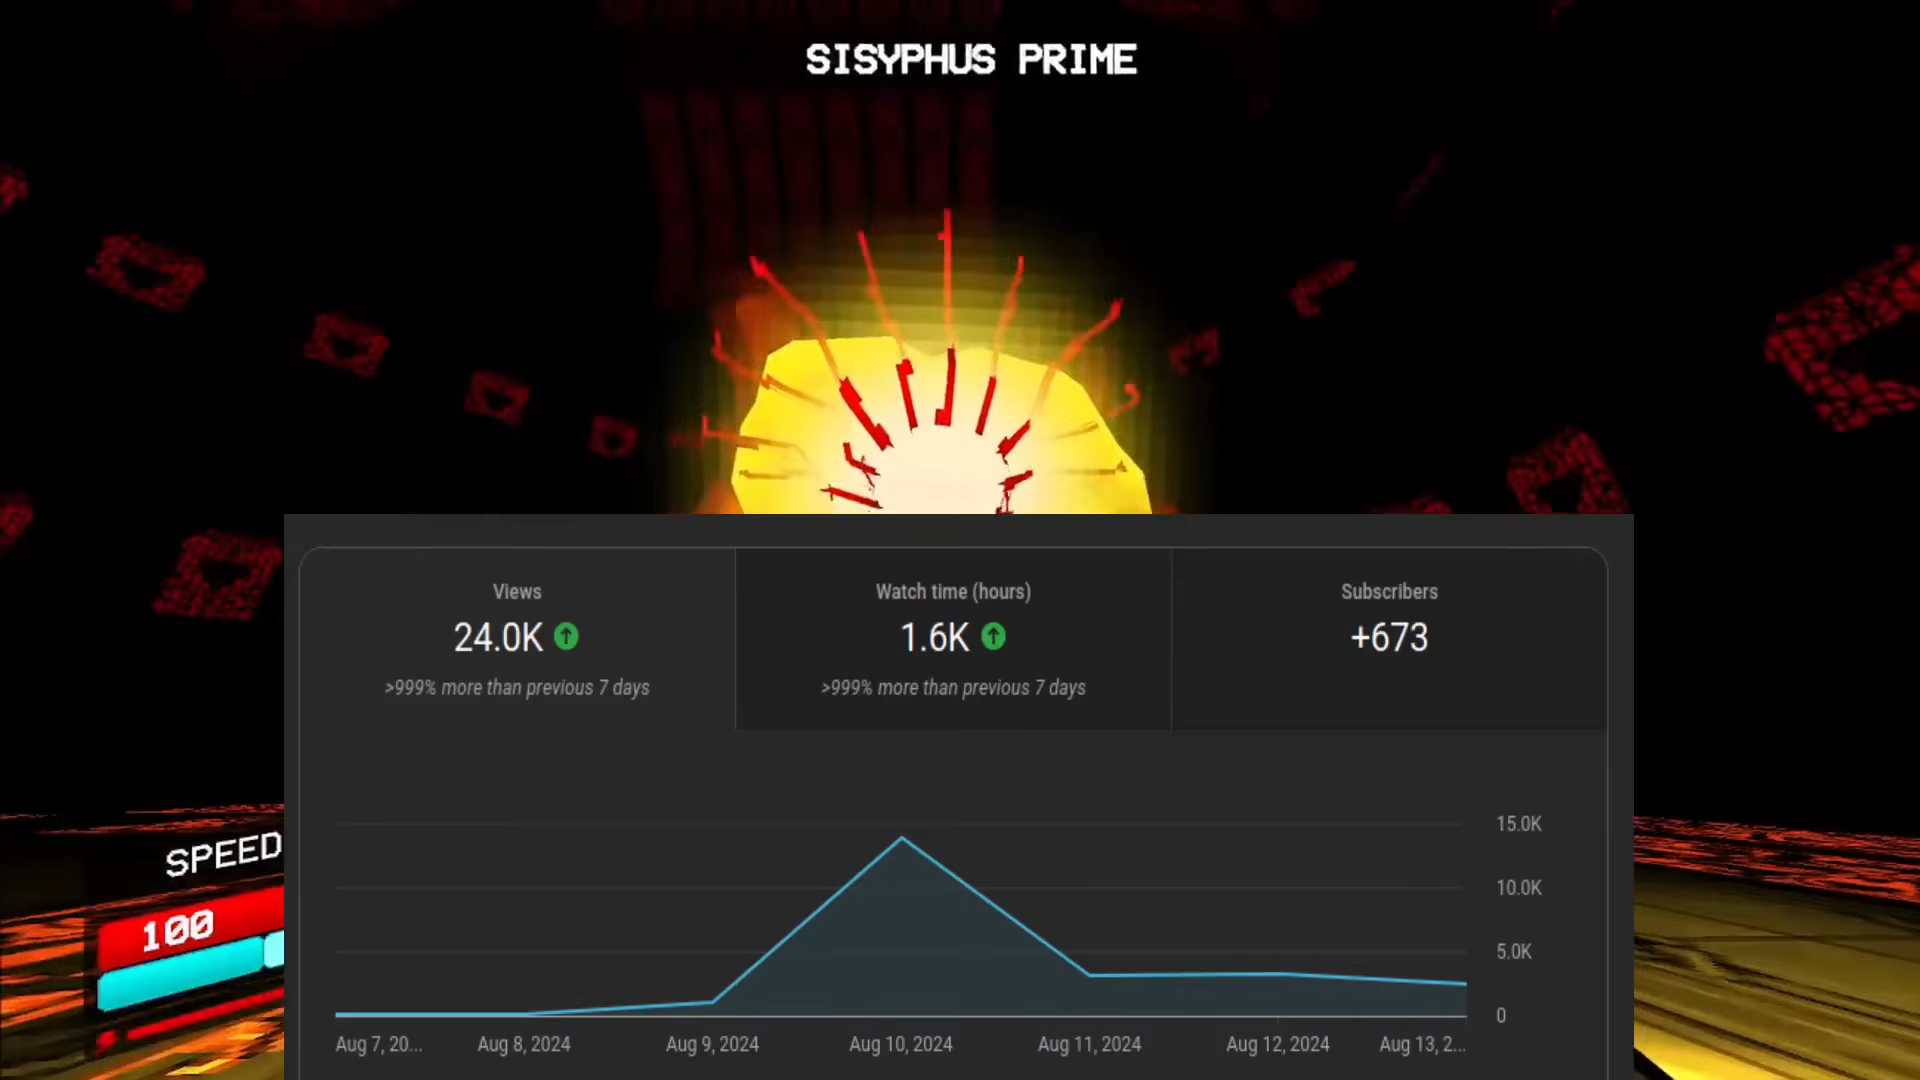 SISYPHUS PRIME
Views
Watch time (hours)
Subscribers
24.0K
1.6K
+673
>999% more than previous 7 days
>999% more than previous 7 days
15.0K
10.0K
5.0K
0
Aug 7, 20...
Aug 8, 2024
Aug 9, 2024
Aug 10, 2024
Aug 11, 2024
Aug 12, 2024
Aug 13, 2...
SPEED
100